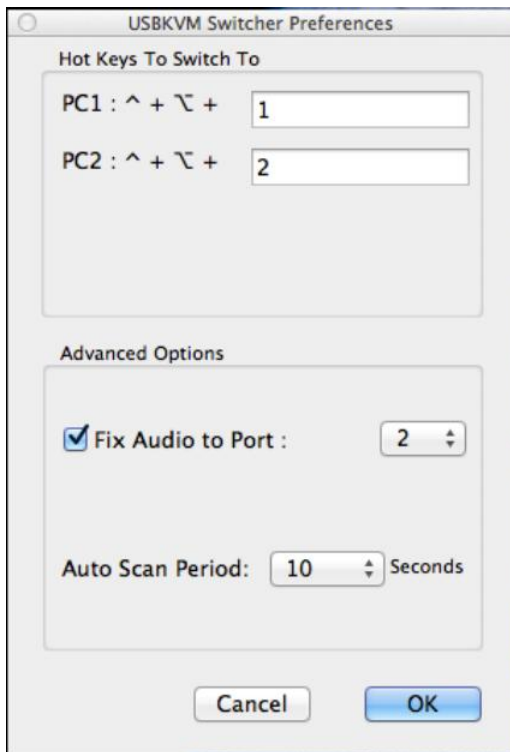 USBKVM Switcher Preferences
Hot Keys To Switch To
PC1 : ^ + ⌥ + 1
PC2 : ^ + ⌥ + 2
Advanced Options
Fix Audio to Port : 2
Auto Scan Period: 10 Seconds
Cancel OK